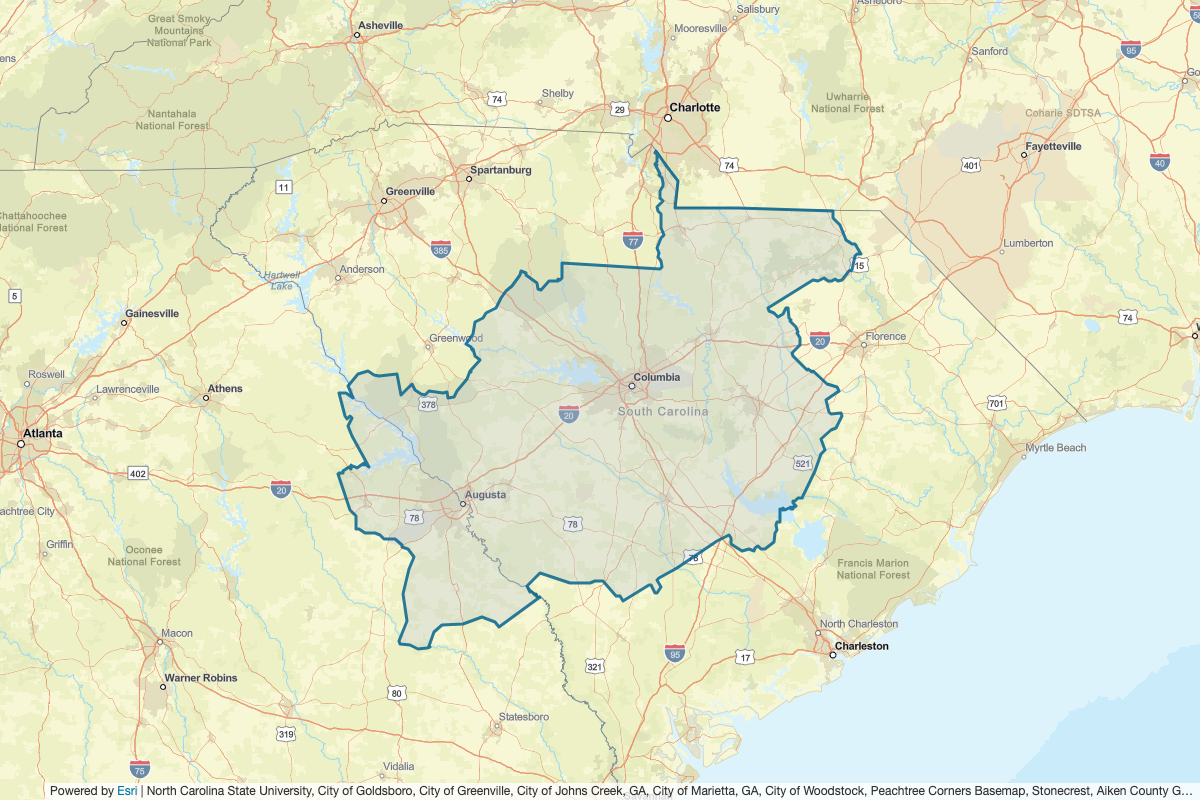 Great Smoky
Mountains
National Park
Asheville
Salisbury
Asheboro
Mooresville
Sanford
95
ens
Shelby
74
29
Charlotte
Uwharrie
National Forest
Coharie SDTSA
Nantahala
National Forest
Fayetteville
40
401
74
Spartanburg
11
Greenville
Chattahoochee
National Forest
77
385
Lumberton
15
Anderson
Hartwell
Lake
5
Gainesville
74
20
Florence
Greenwood
Roswell
Lawrenceville
Athens
Columbia
378
20
South Carolina
701
Atlanta
Myrtle Beach
521
402
20
Augusta
78
78
Peachtree City
Griffin
Oconee
National Forest
78
Francis Marion
National Forest
North Charleston
Macon
Charleston
95
17
321
Warner Robins
80
Statesboro
319
75
Vidalia
Savannah
Powered by Esri | North Carolina State University, City of Goldsboro, City of Greenville, City of Johns Creek, GA, City of Marietta, GA, City of Woodstock, Peachtree Corners Basemap, Stonecrest, Aiken County G…